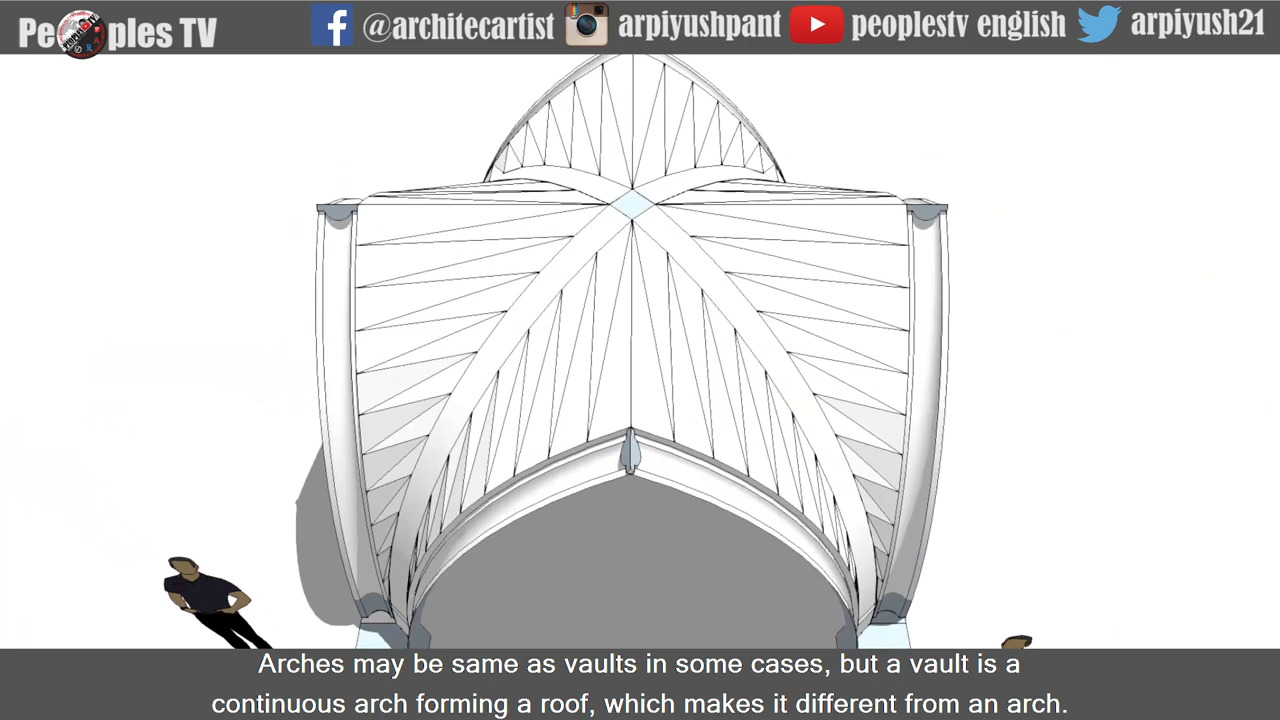 Peoples TV
@architecartist
arpiyushpant
peoplestv english
arpiyush21
Arches may be same as vaults in some cases, but a vault is a
continuous arch forming a roof, which makes it different from an arch.